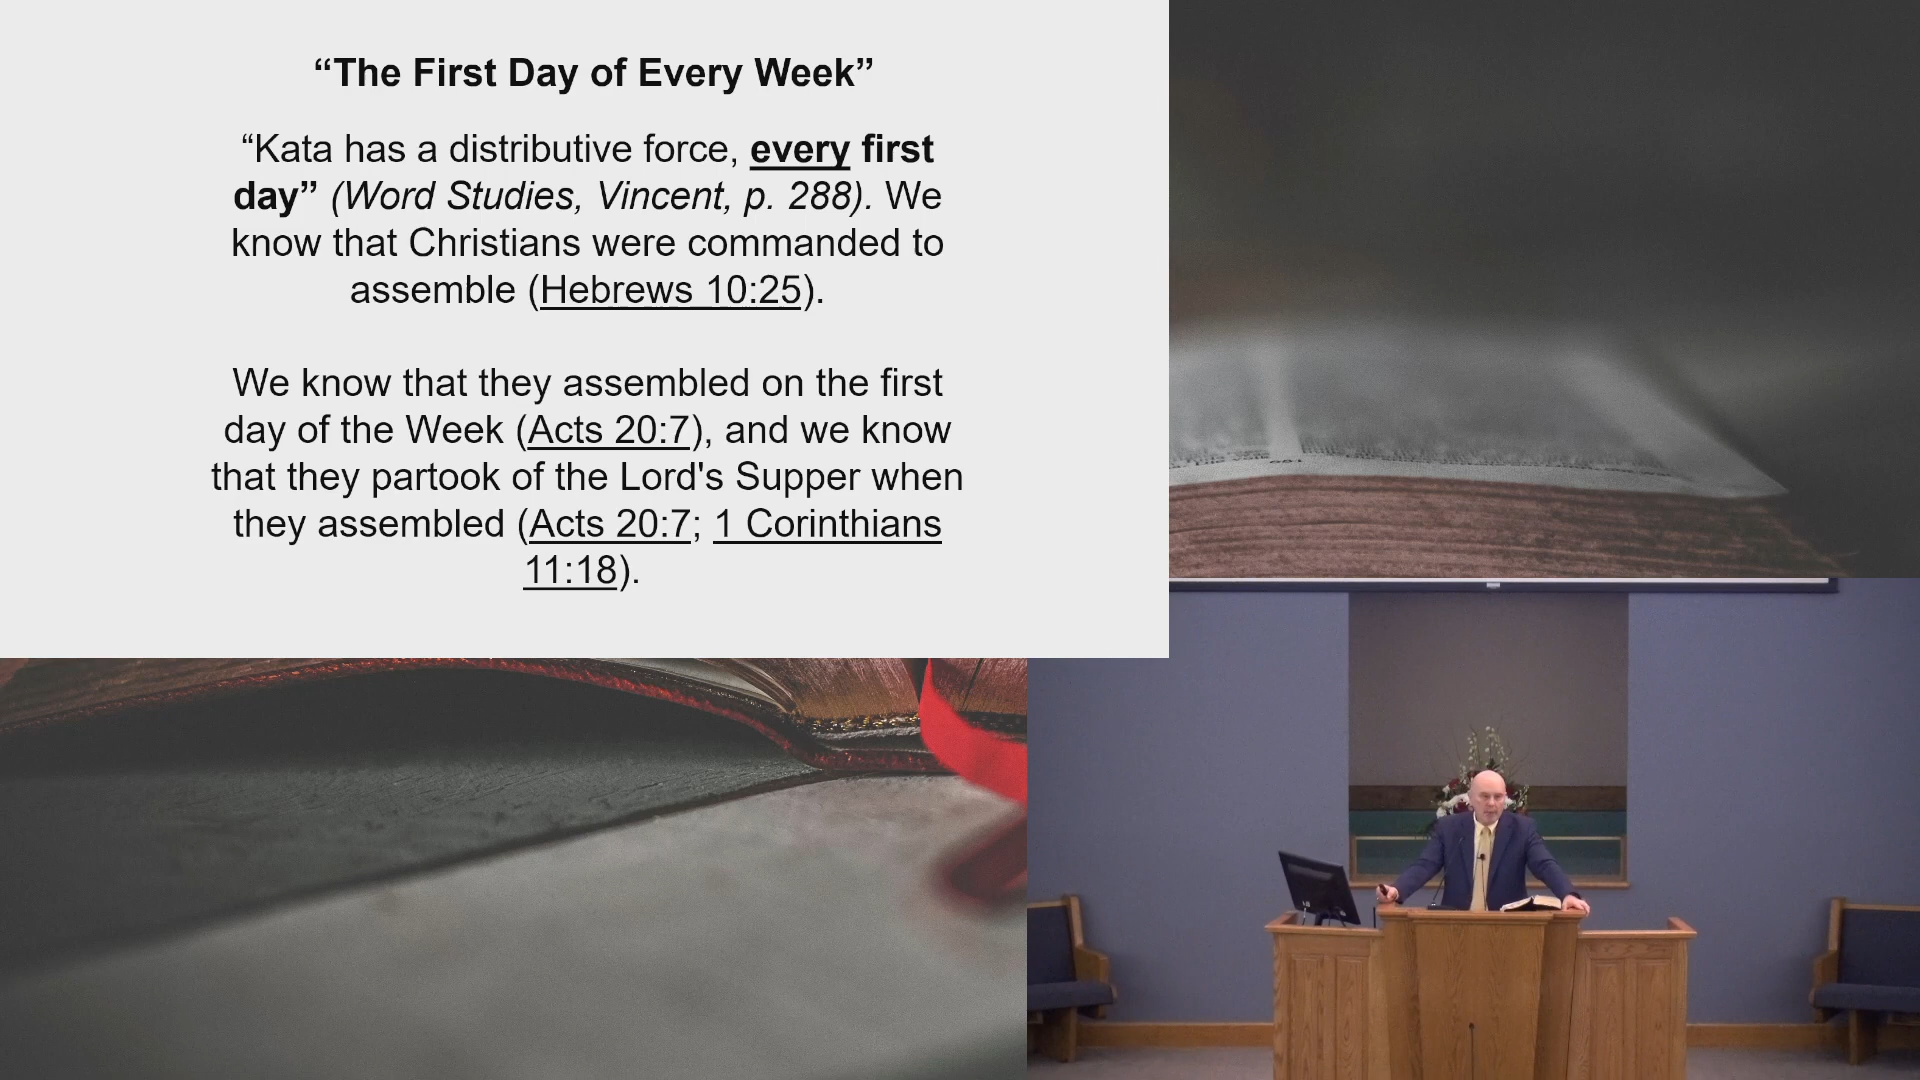 “The First Day of Every Week”
“Kata has a distributive force, every first
day” (Word Studies, Vincent, p. 288). We
know that Christians were commanded to
assemble (Hebrews 10:25).
We know that they assembled on the first
day of the Week (Acts 20:7), and we know
that they partook of the Lord's Supper when
they assembled (Acts 20:7; 1 Corinthians
11:18).